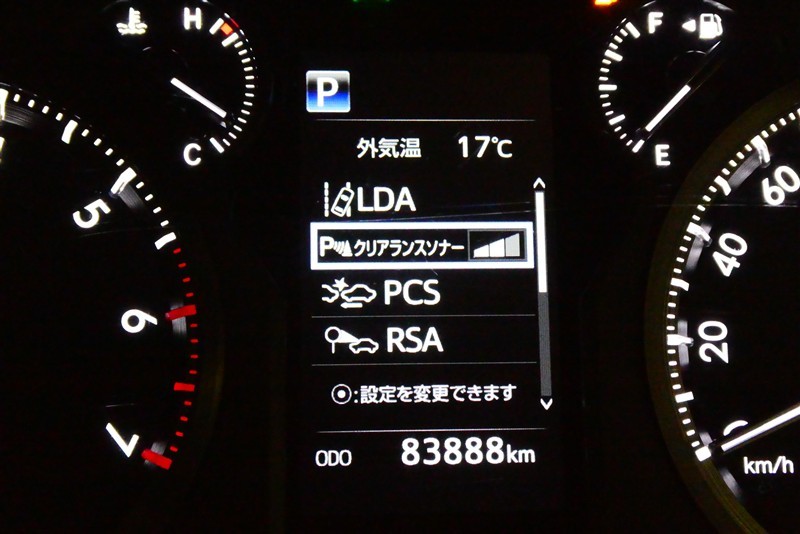 H
C
F
E
P
外気温 17℃
LDA
P クリアランスソナー
PCS
RSA
:設定を変更できます
ODO 83888km
5
6
7
60
40
20
0
km/h